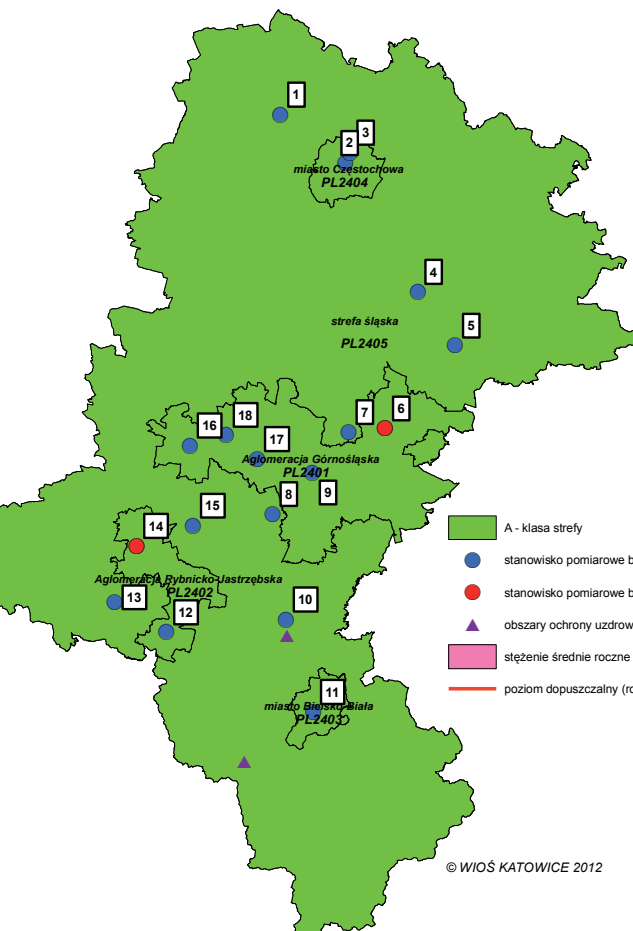 1
3
2
miasto Częstochowa
PL2404
4
strefa śląska
5
PL2405
6
7
18
16
17
Aglomeracja Górnośląska
PL2401
9
8
15
14
A - klasa strefy
stanowisko pomiarowe b
Aglomeracja Rybnicko-Jastrzębska
PL2402
stanowisko pomiarowe b
13
10
12
obszary ochrony uzdrow
stężenie średnie roczne
11
poziom dopuszczalny (ro
miasto Bielsko-Biała
PL2403
© WIOŚ KATOWICE 2012